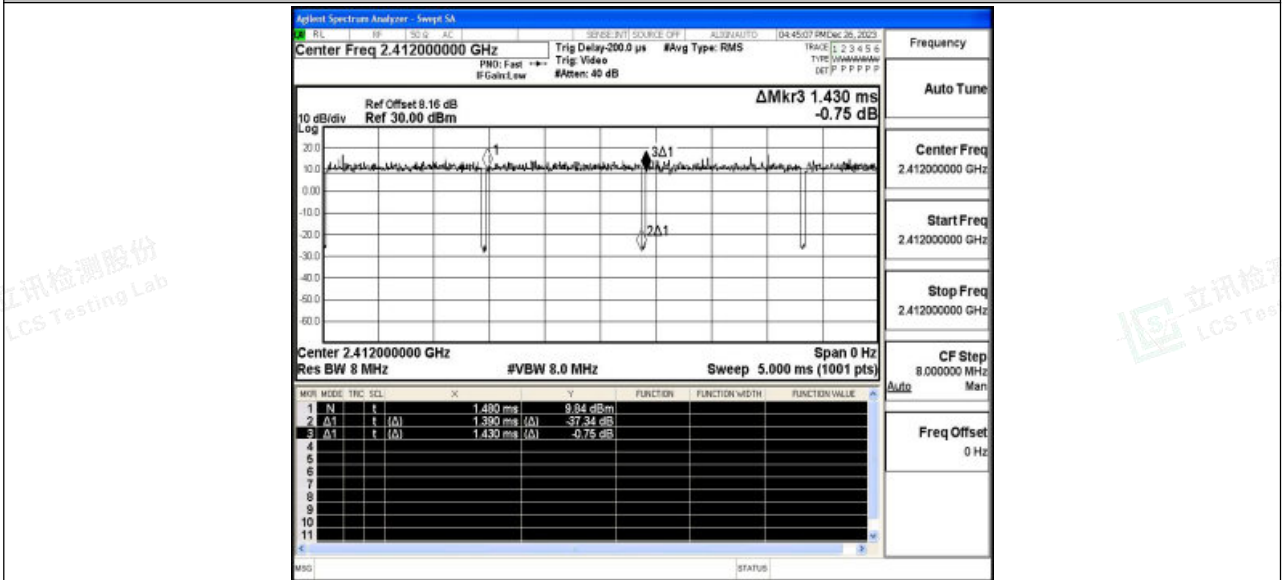 Agilent Spectrum Analyzer - Swept SA
RL RF 50 Ω AC SENSE:INT SOURCE OFF ALIGNAUTO 04:45:07 PM Dec 26, 2023
Center Freq 2.412000000 GHz
PNO: Fast
IFGain:Low
Trig Delay-200.0 µs
Trig: Video
#Atten: 40 dB
#Avg Type: RMS
TRACE 1 2 3 4 5 6
TYPE WWWWWW
DET P P P P P P
Frequency
ΔMkr3 1.430 ms
-0.75 dB
Ref Offset 8.16 dB
10 dB/div Ref 30.00 dBm
Log
20.0
10.0
0.00
-10.0
-20.0
-30.0
-40.0
-50.0
-60.0
1
3Δ1
2Δ1
Center 2.412000000 GHz Span 0 Hz
Res BW 8 MHz #VBW 8.0 MHz Sweep 5.000 ms (1001 pts)
MKR MODE TRC SCL X Y FUNCTION FUNCTION WIDTH FUNCTION VALUE
1 N t 1.480 ms 9.84 dBm
2 Δ1 t (Δ) 1.390 ms (Δ) -37.34 dB
3 Δ1 t (Δ) 1.430 ms (Δ) -0.75 dB
4
5
6
7
8
9
10
11
MSG STATUS
Auto Tune
Center Freq
2.412000000 GHz
Start Freq
2.412000000 GHz
Stop Freq
2.412000000 GHz
CF Step
8.000000 MHz
Auto Man
Freq Offset
0 Hz
立讯检测股份
LCS Testing Lab
立讯检
LCS Tes